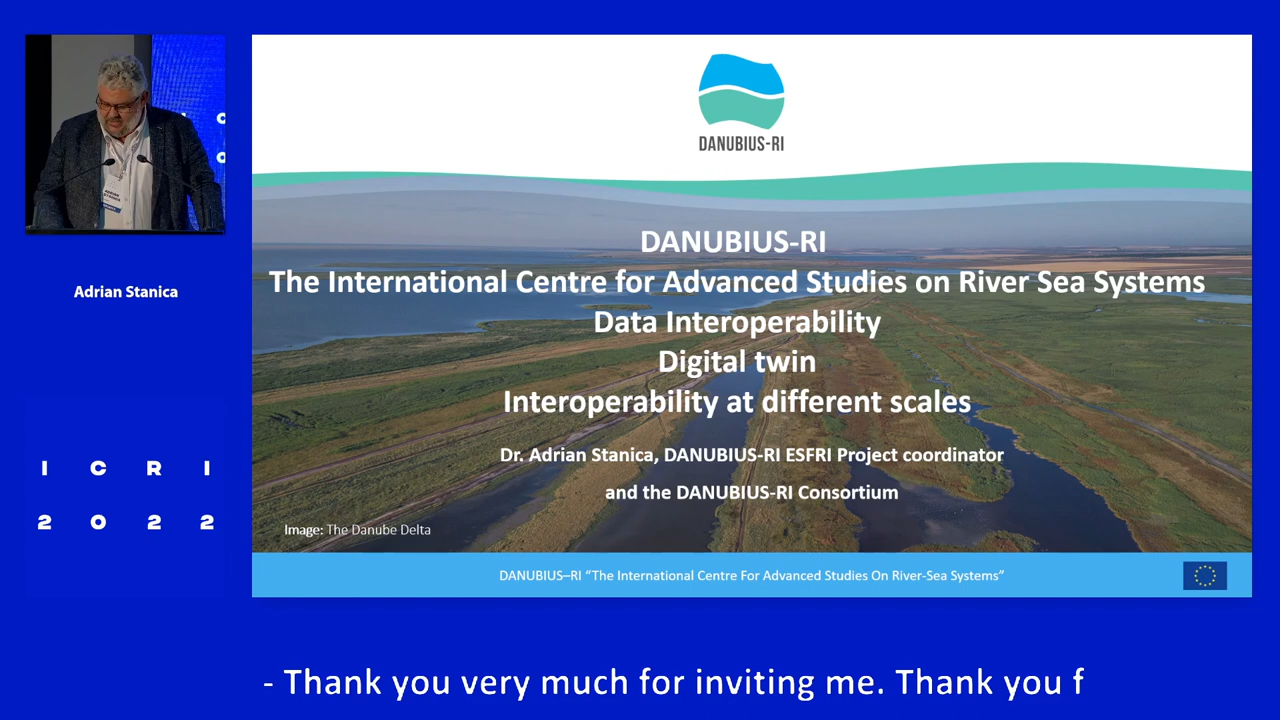 DANUBIUS-RI
DANUBIUS-RI
The International Centre for Advanced Studies on River Sea Systems
Data Interoperability
Digital twin
Interoperability at different scales
Dr. Adrian Stanica, DANUBIUS-RI ESFRI Project coordinator
and the DANUBIUS-RI Consortium
Image: The Danube Delta
DANUBIUS–RI “The International Centre For Advanced Studies On River-Sea Systems”
Adrian Stanica
I C R I
2 0 2 2
- Thank you very much for inviting me. Thank you f